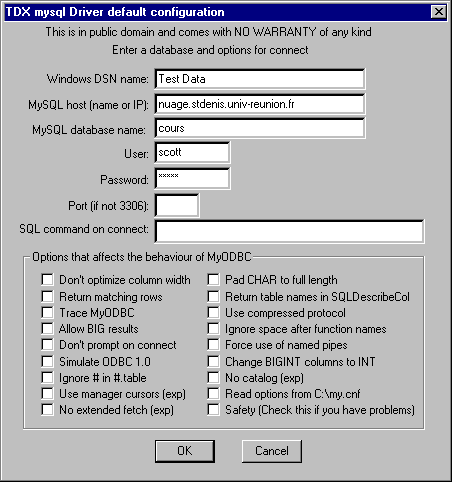 TDX mysql Driver default configuration
This is in public domain and comes with NO WARRANTY of any kind
Enter a database and options for connect
Windows DSN name: Test Data
MySQL host (name or IP): nuage.stdenis.univ-reunion.fr
MySQL database name: cours
User: scott
Password: *****
Port (if not 3306):
SQL command on connect:
Options that affects the behaviour of MyODBC
Don't optimize column width Pad CHAR to full length
Return matching rows Return table names in SQLDescribeCol
Trace MyODBC Use compressed protocol
Allow BIG results Ignore space after function names
Don't prompt on connect Force use of named pipes
Simulate ODBC 1.0 Change BIGINT columns to INT
Ignore # in #.table No catalog (exp)
Use manager cursors (exp) Read options from C:\my.cnf
No extended fetch (exp) Safety (Check this if you have problems)
OK Cancel